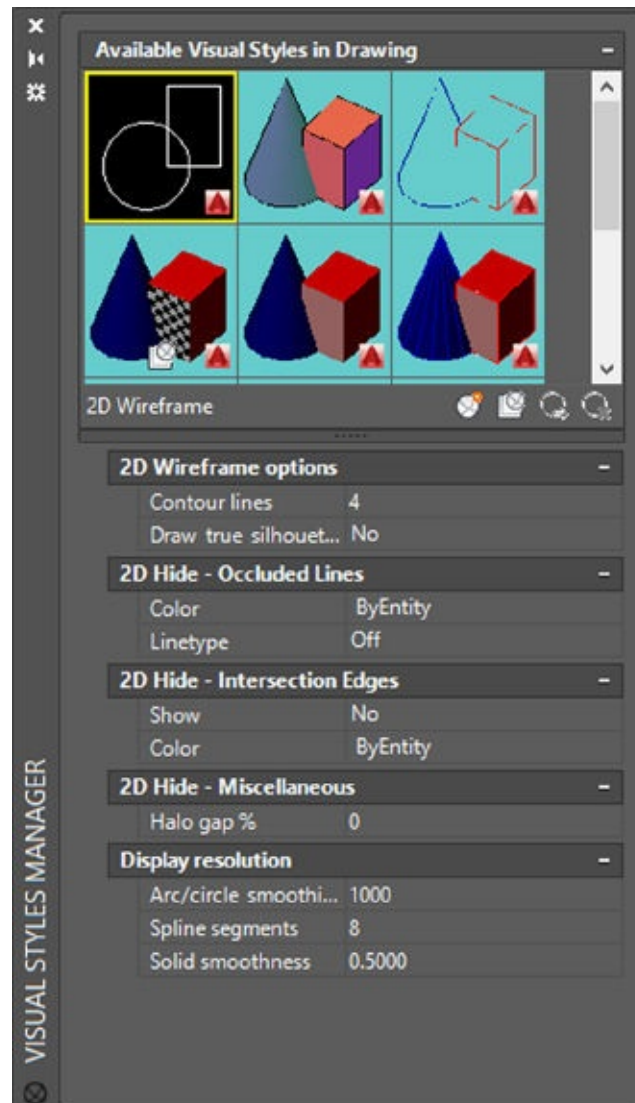 Available Visual Styles in Drawing
2D Wireframe
2D Wireframe options
Contour lines 4
Draw true silhouet... No
2D Hide - Occluded Lines
Color ByEntity
Linetype Off
2D Hide - Intersection Edges
Show No
Color ByEntity
2D Hide - Miscellaneous
Halo gap % 0
Display resolution
Arc/circle smoothi... 1000
Spline segments 8
Solid smoothness 0.5000
VISUAL STYLES MANAGER